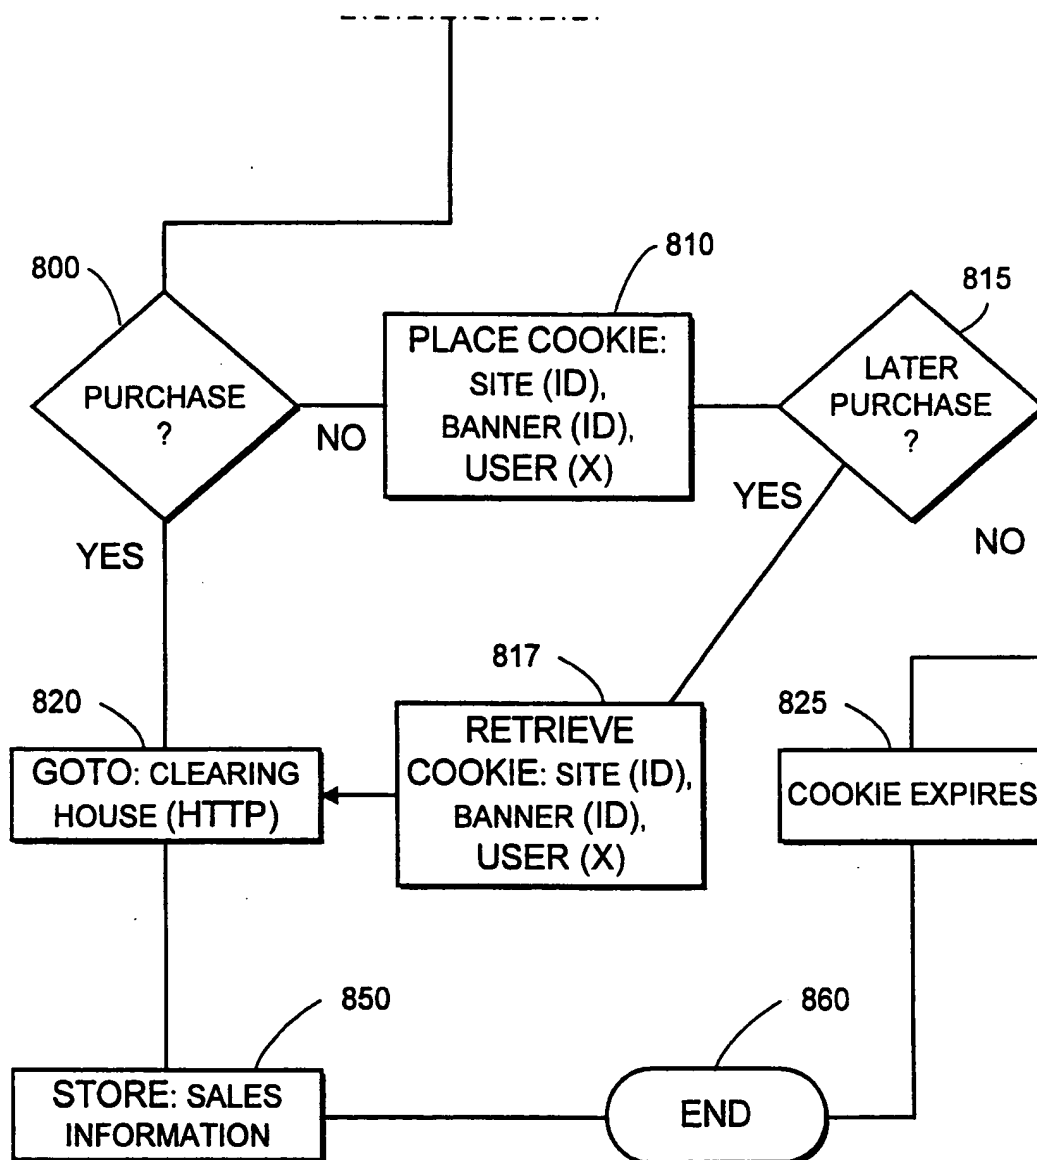 800
PURCHASE
?
NO
YES
810
PLACE COOKIE:
SITE (ID),
BANNER (ID),
USER (X)
815
LATER
PURCHASE
?
YES
NO
817
RETRIEVE
COOKIE: SITE (ID),
BANNER (ID),
USER (X)
820
GOTO: CLEARING
HOUSE (HTTP)
825
COOKIE EXPIRES
850
STORE: SALES
INFORMATION
860
END